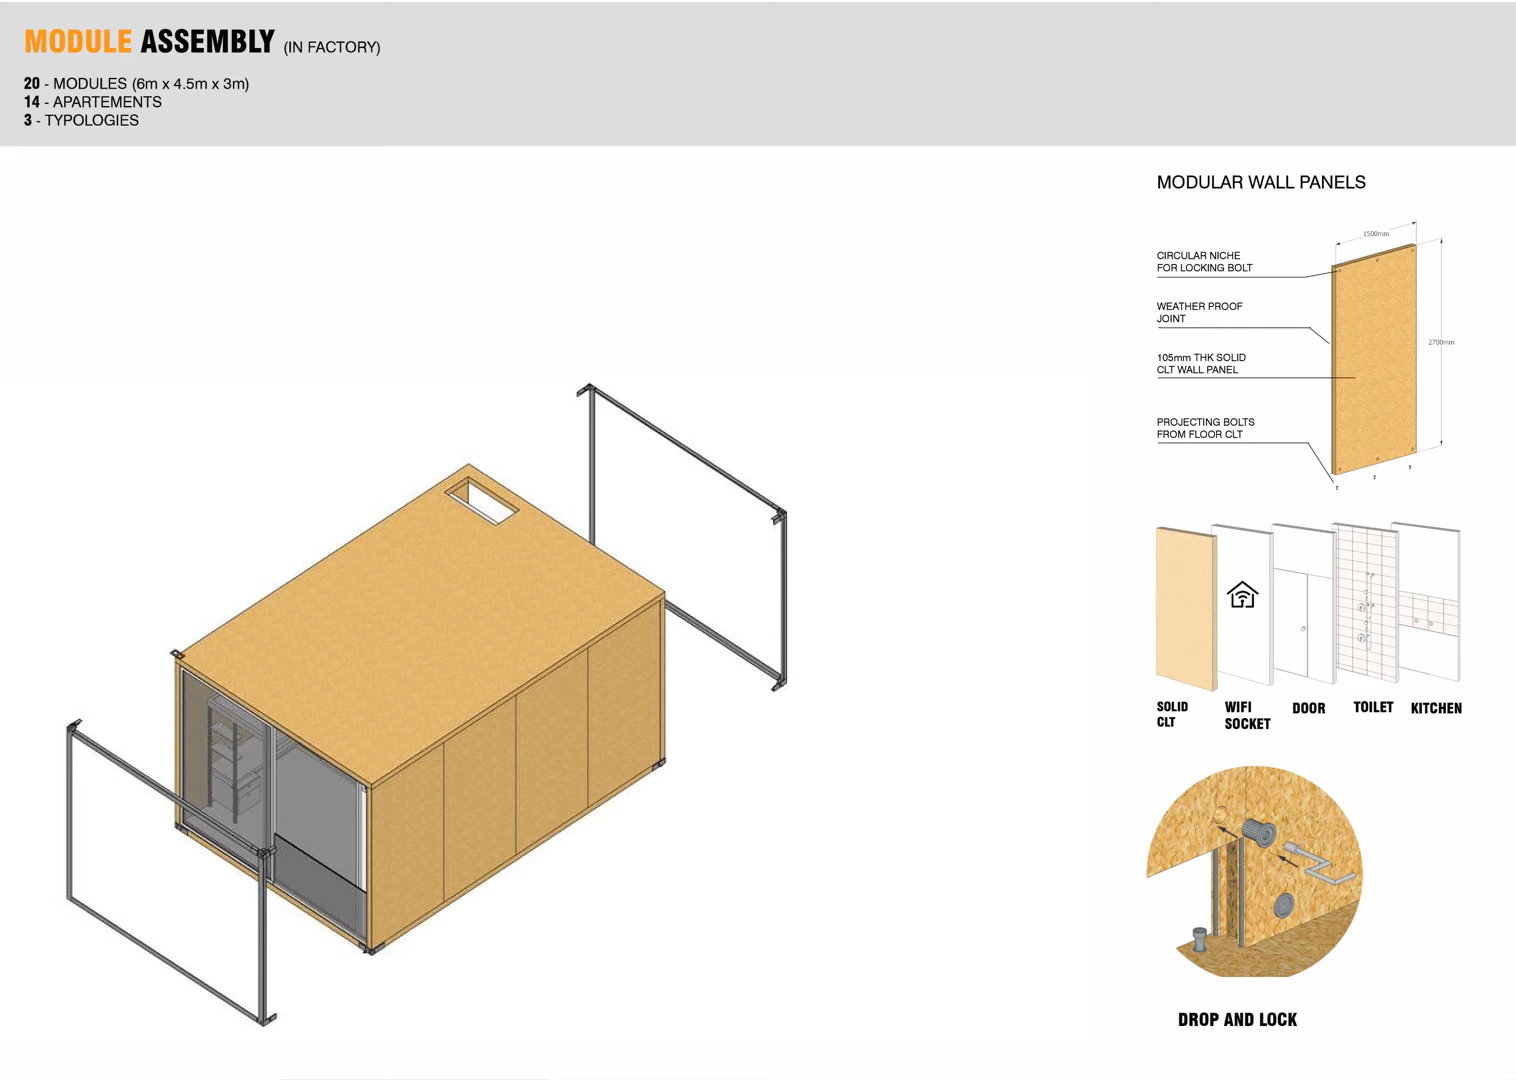 MODULE ASSEMBLY (IN FACTORY)
20 - MODULES (6m x 4.5m x 3m)
14 - APARTEMENTS
3 - TYPOLOGIES
MODULAR WALL PANELS
1500mm
CIRCULAR NICHE
FOR LOCKING BOLT
WEATHER PROOF
JOINT
2700mm
105mm THK SOLID
CLT WALL PANEL
PROJECTING BOLTS
FROM FLOOR CLT
SOLID
CLT
WIFI
SOCKET
DOOR
TOILET
KITCHEN
DROP AND LOCK